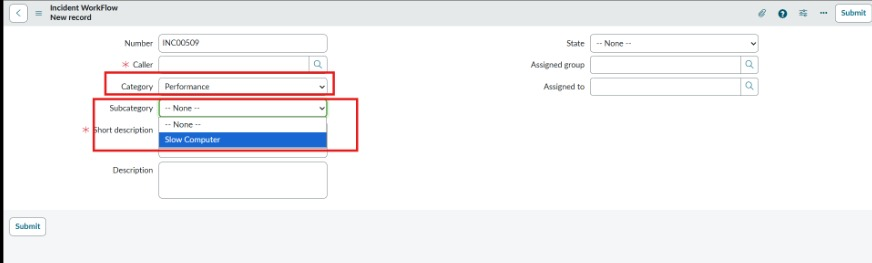 Incident WorkFlow
New record
Submit
Number INC00509
State -- None --
* Caller
Assigned group
Category Performance
Assigned to
Subcategory -- None --
-- None --
* Short description
Slow Computer
Description
Submit